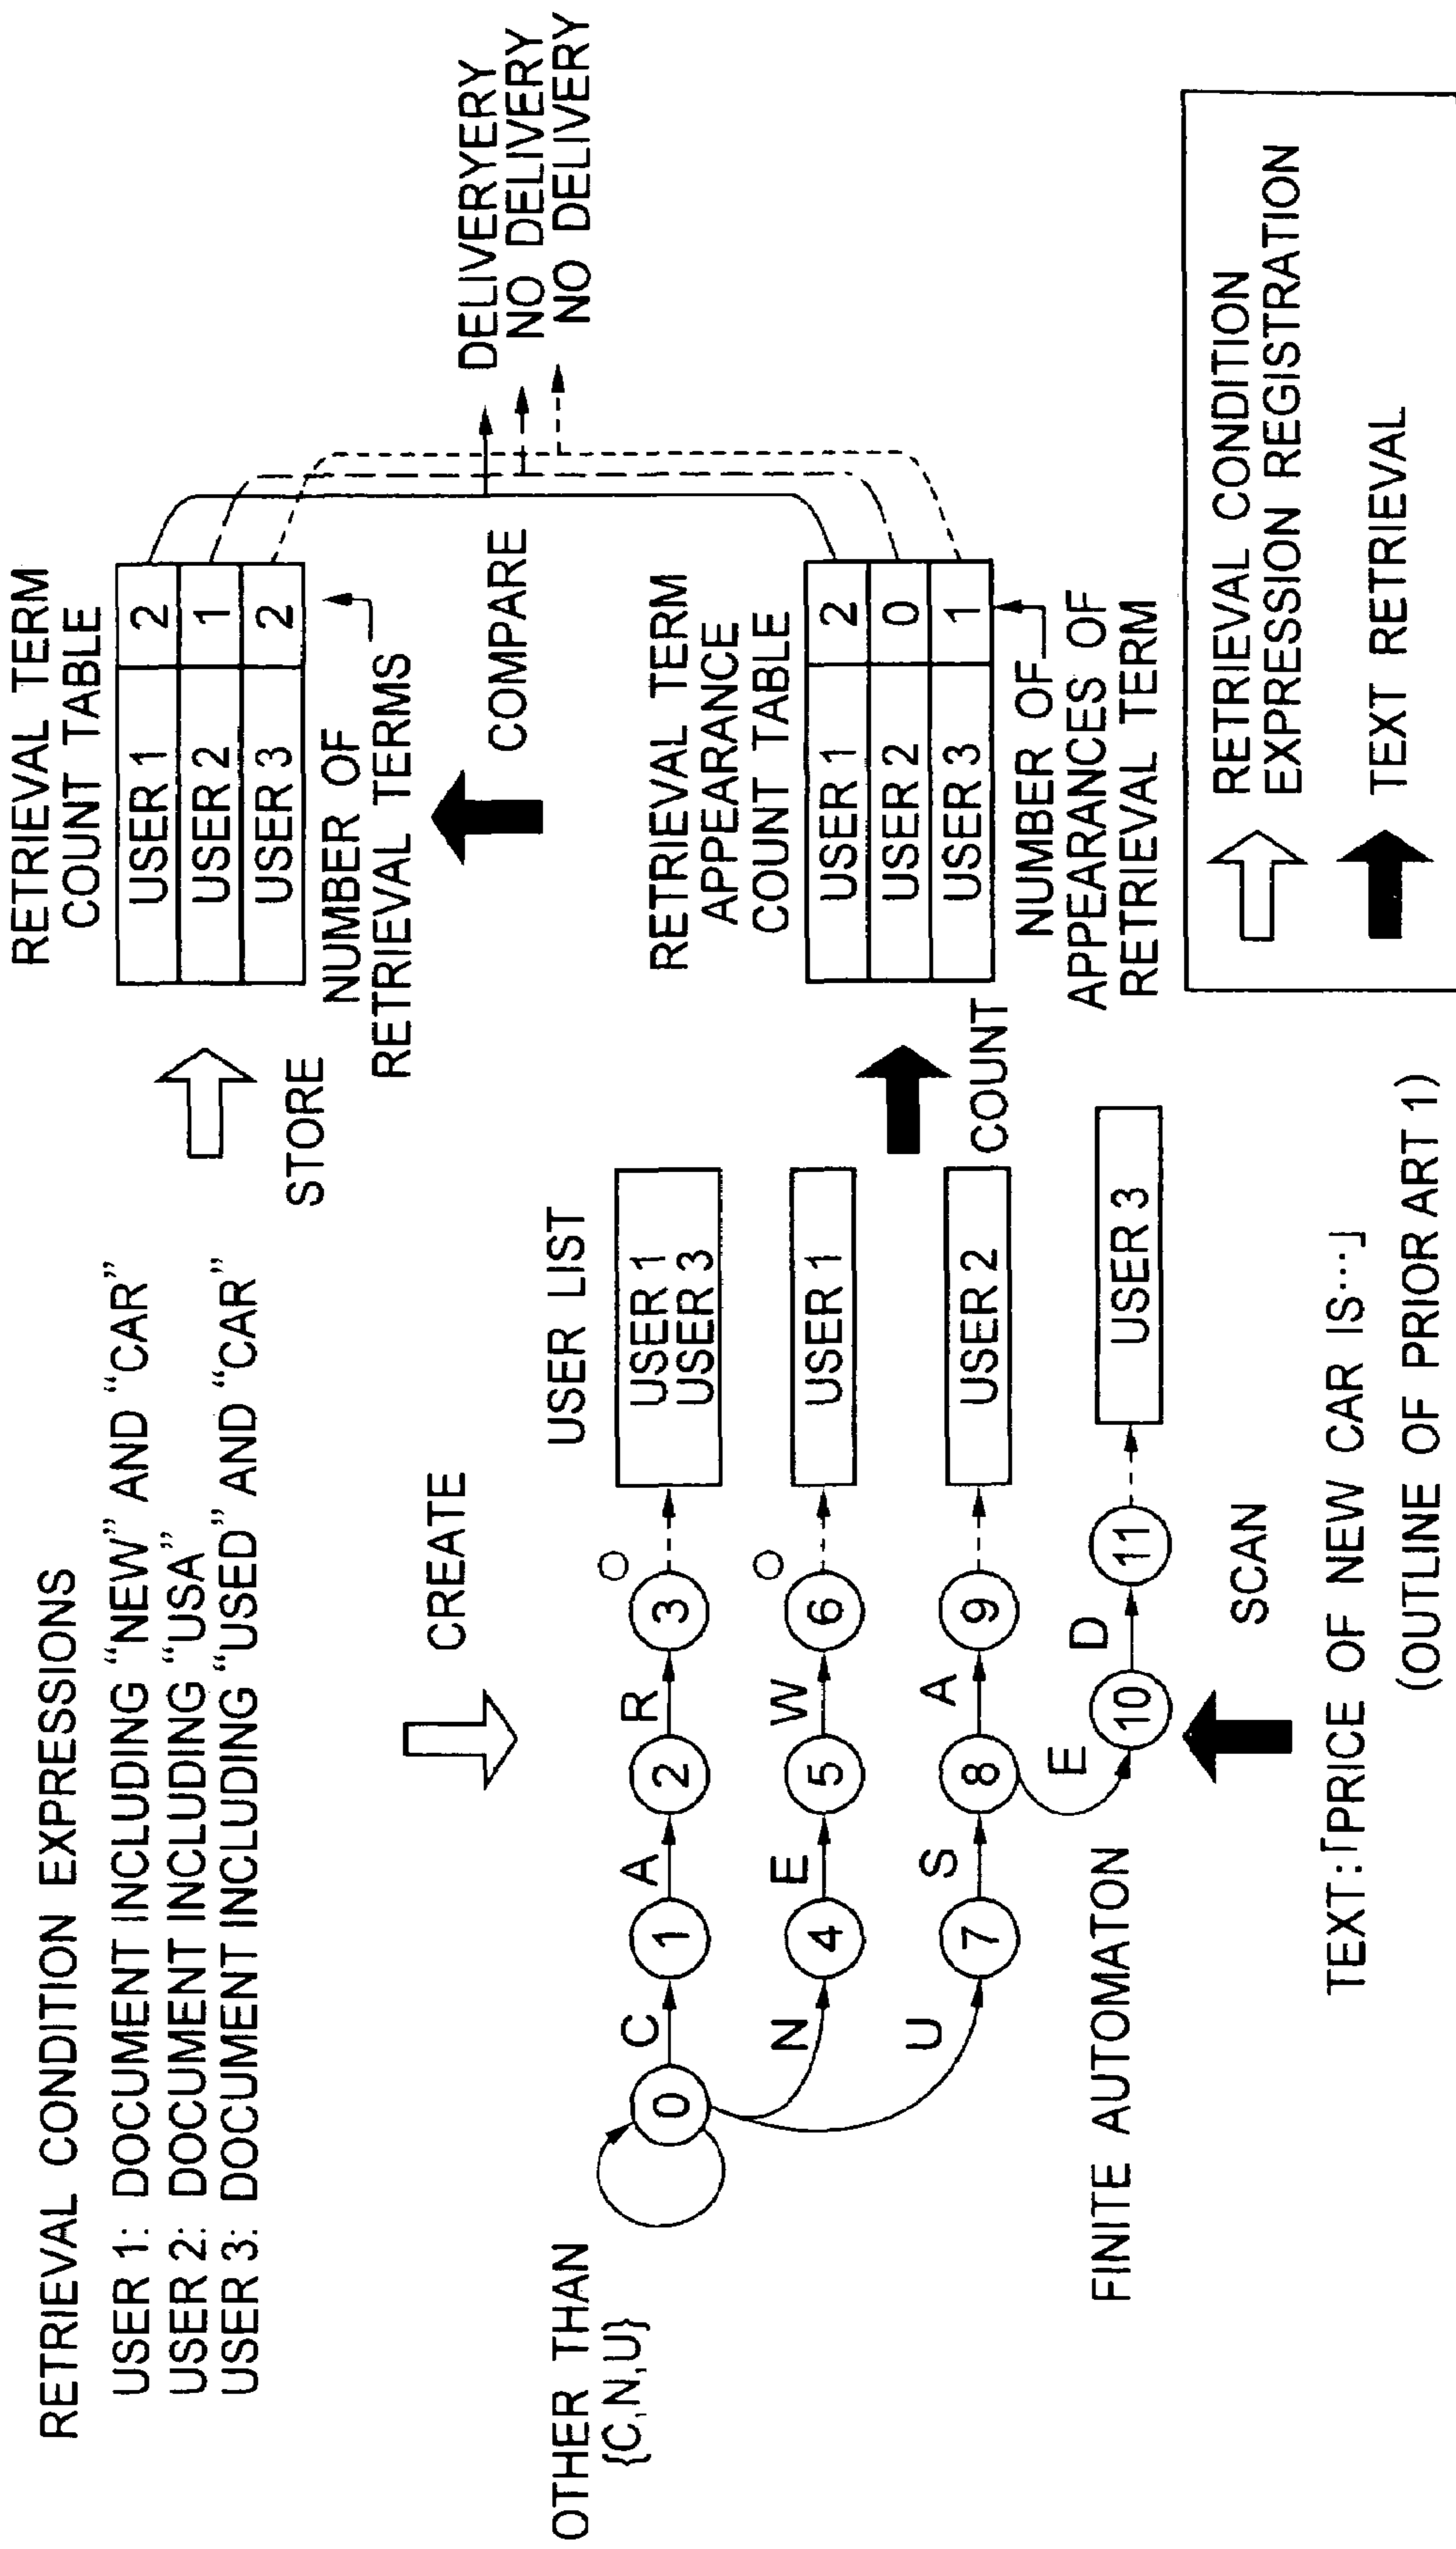 RETRIEVAL CONDITION EXPRESSIONS
USER 1: DOCUMENT INCLUDING “NEW” AND “CAR”
USER 2: DOCUMENT INCLUDING “USA”
USER 3: DOCUMENT INCLUDING “USED” AND “CAR”
STORE
RETRIEVAL TERM
COUNT TABLE
USER 1 2
USER 2 1
USER 3 2
NUMBER OF
RETRIEVAL TERMS
CREATE
COMPARE
DELIVERYERY
NO DELIVERY
NO DELIVERY
OTHER THAN
{C,N,U}
USER LIST
0 C 1 A 2 R 3
USER 1
USER 3
N 4 E 5 W 6
USER 1
U 7 S 8 A 9
USER 2
E 10 D 11
USER 3
FINITE AUTOMATON
COUNT
RETRIEVAL TERM
APPEARANCE
COUNT TABLE
USER 1 2
USER 2 0
USER 3 1
NUMBER OF
APPEARANCES OF
RETRIEVAL TERM
SCAN
TEXT:「PRICE OF NEW CAR IS···」
(OUTLINE OF PRIOR ART 1)
RETRIEVAL CONDITION
EXPRESSION REGISTRATION
TEXT RETRIEVAL